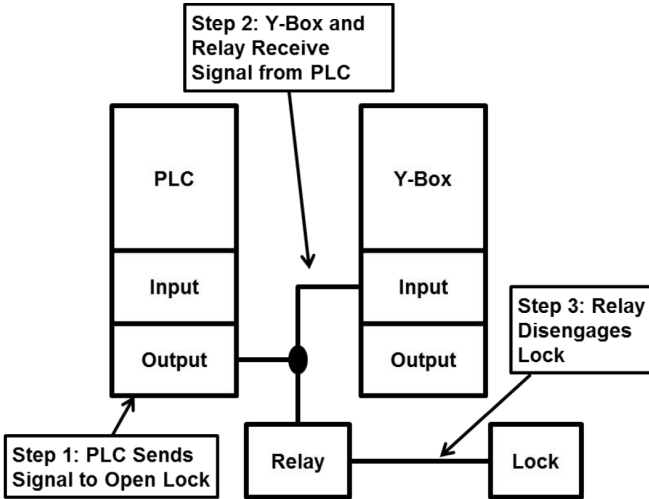 Step 2: Y-Box and
Relay Receive
Signal from PLC
PLC
Y-Box
Input
Input
Step 3: Relay
Disengages
Lock
Output
Output
Step 1: PLC Sends
Signal to Open Lock
Relay
Lock